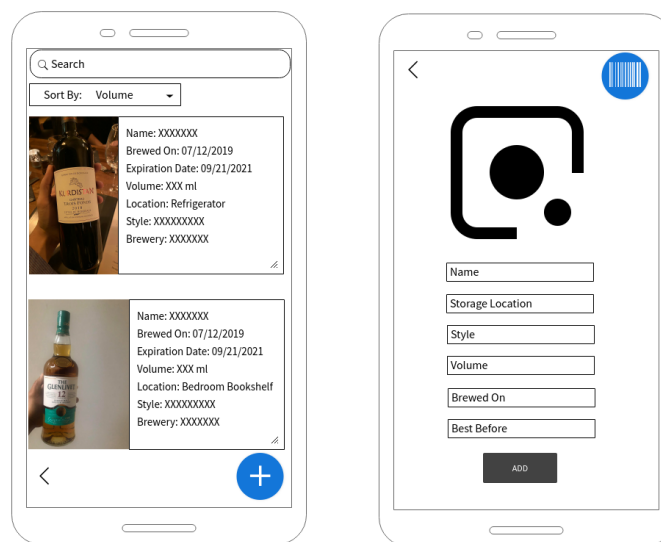 Search
Sort By: Volume
Name: XXXXXXX
Brewed On: 07/12/2019
Expiration Date: 09/21/2021
Volume: XXX ml
Location: Refrigerator
Style: XXXXXXXXX
Brewery: XXXXXXX
Name: XXXXXXX
Brewed On: 07/12/2019
Expiration Date: 09/21/2021
Volume: XXX ml
Location: Bedroom Bookshelf
Style: XXXXXXXXX
Brewery: XXXXXXX
THE
GLENLIVET
12
Name
Storage Location
Style
Volume
Brewed On
Best Before
ADD